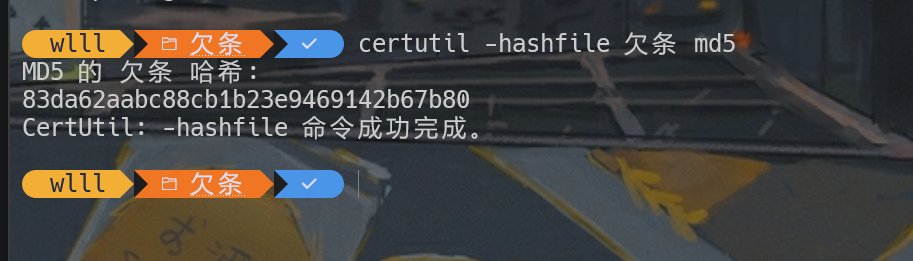 wlll 欠条 ✓ certutil -hashfile 欠条 md5
MD5 的 欠条 哈希:
83da62aabc88cb1b23e9469142b67b80
CertUtil: -hashfile 命令成功完成。
wlll 欠条 ✓